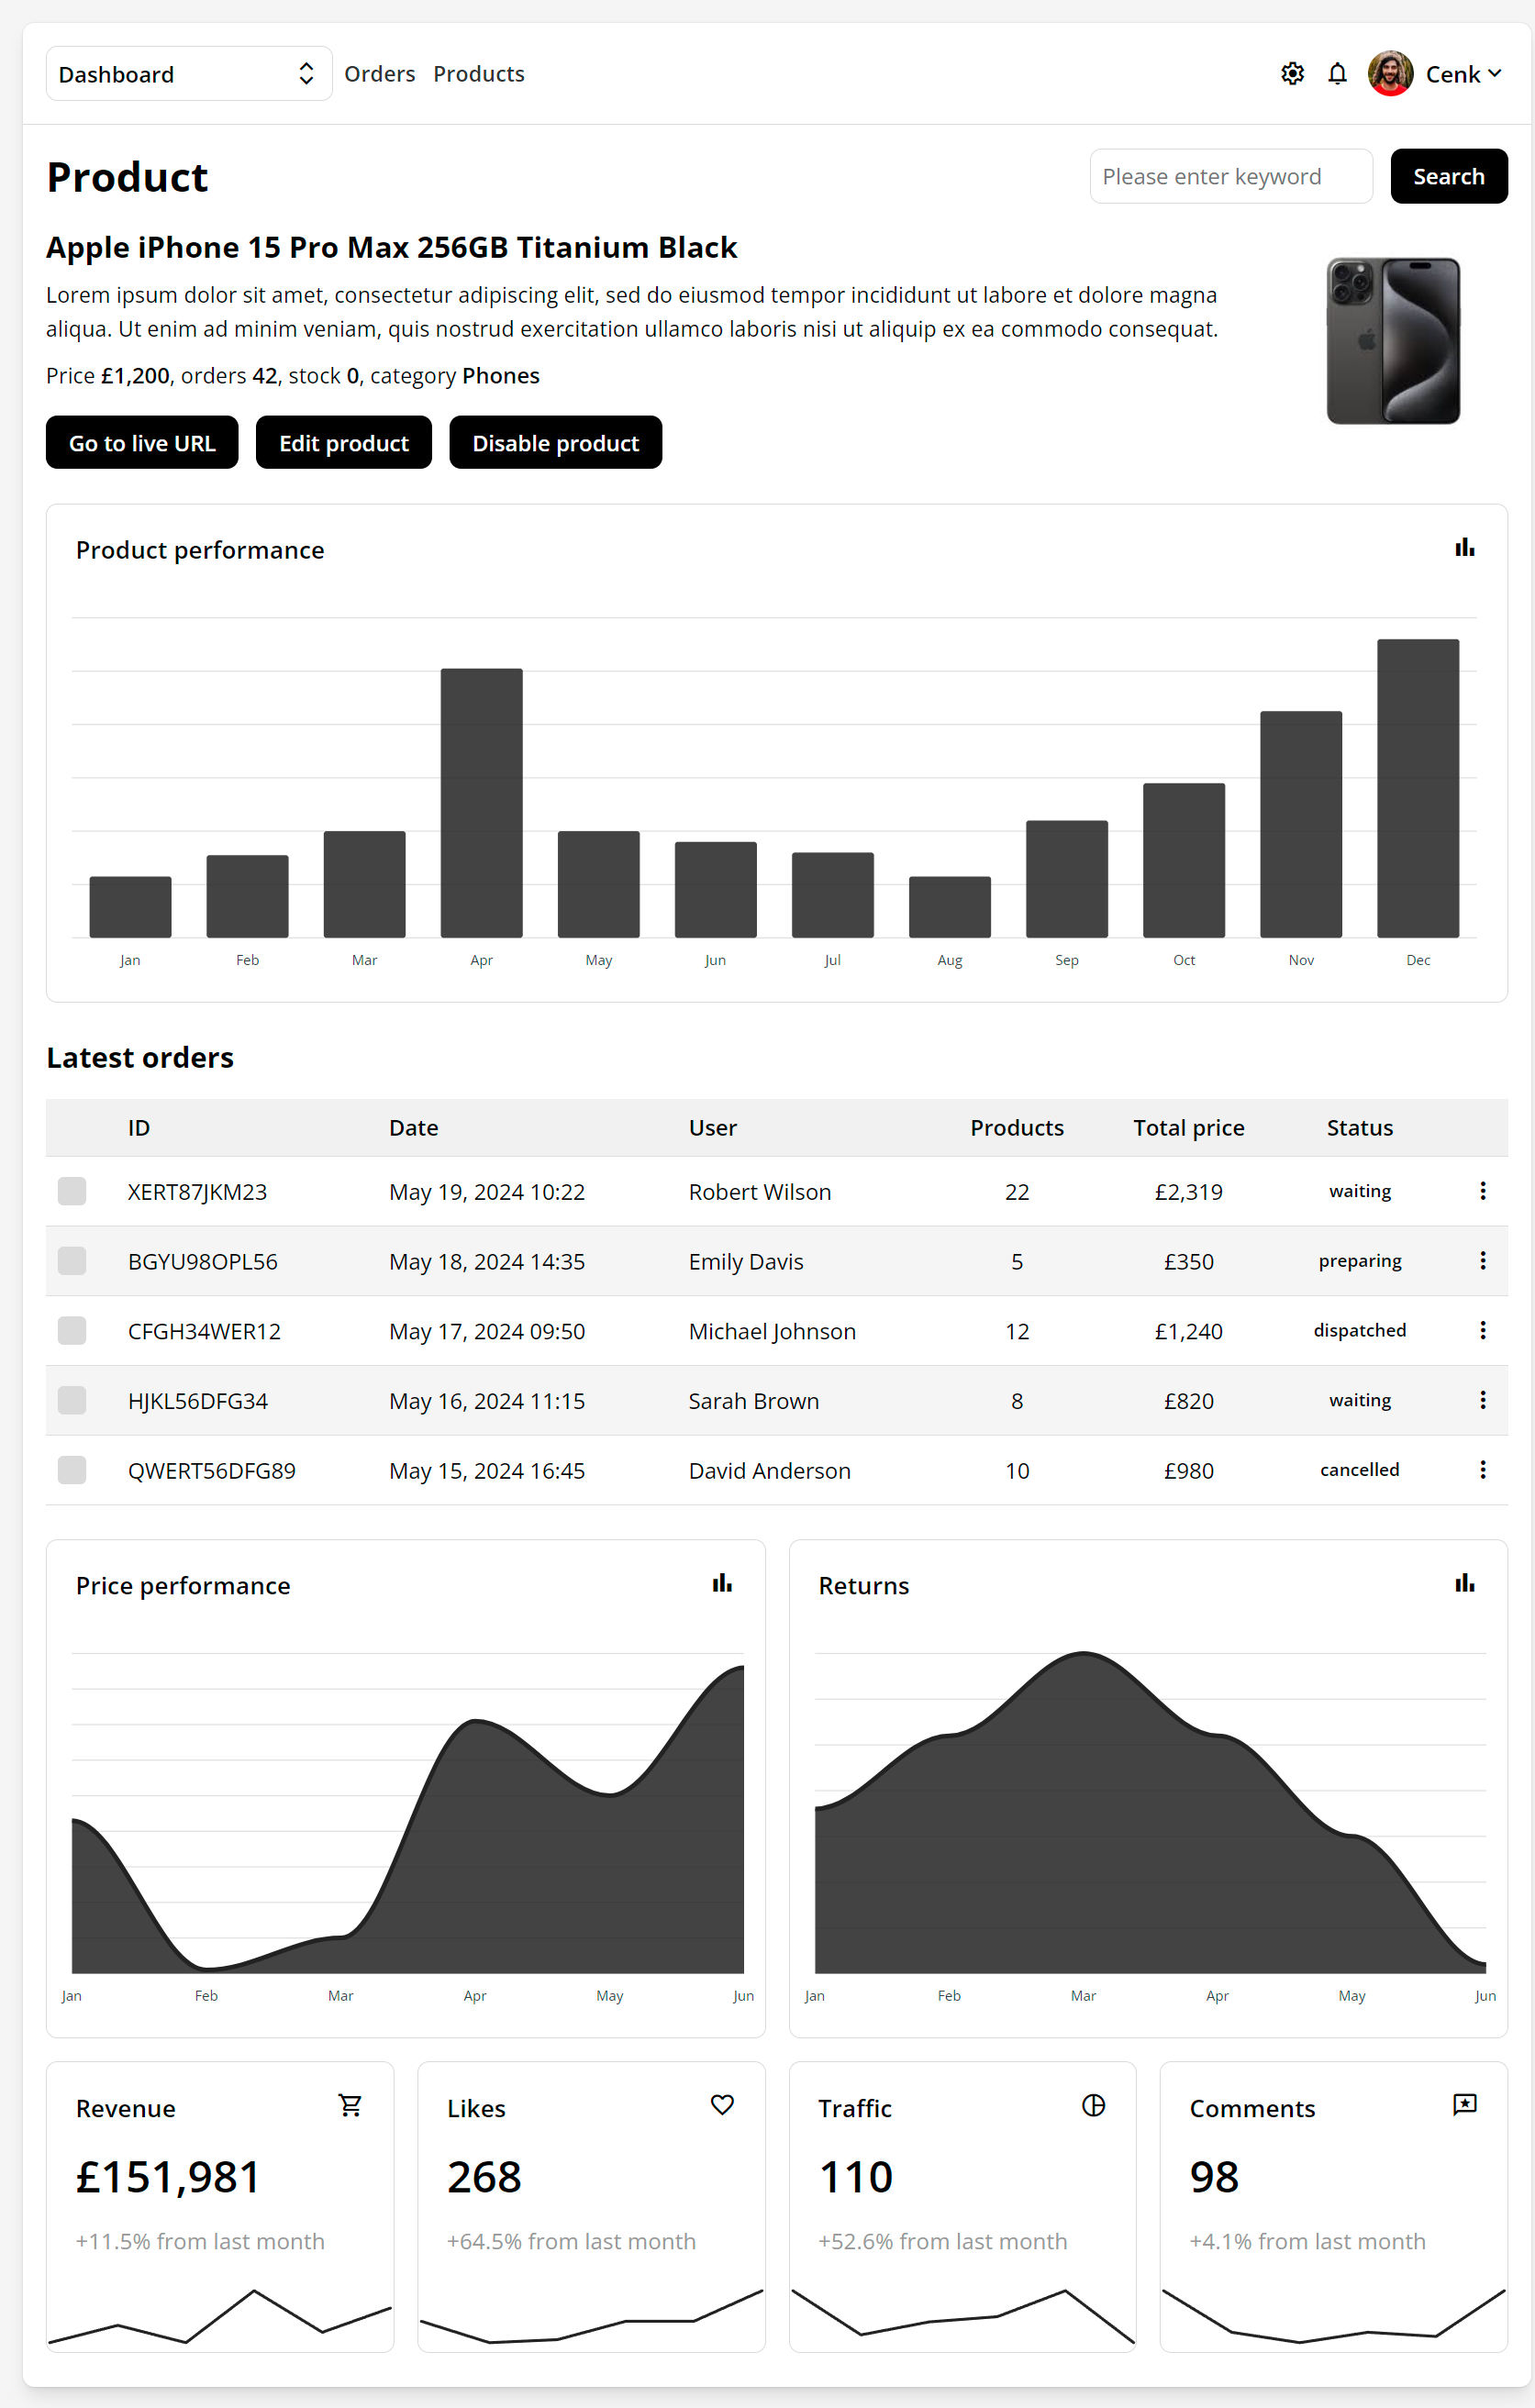 Dashboard Orders Products Cenk
Product Please enter keyword Search
Apple iPhone 15 Pro Max 256GB Titanium Black
Lorem ipsum dolor sit amet, consectetur adipiscing elit, sed do eiusmod tempor incididunt ut labore et dolore magna
aliqua. Ut enim ad minim veniam, quis nostrud exercitation ullamco laboris nisi ut aliquip ex ea commodo consequat.
Price £1,200, orders 42, stock 0, category Phones
Go to live URL Edit product Disable product
Product performance
Jan Feb Mar Apr May Jun Jul Aug Sep Oct Nov Dec
Latest orders
ID Date User Products Total price Status
XERT87JKM23 May 19, 2024 10:22 Robert Wilson 22 £2,319 waiting
BGYU98OPL56 May 18, 2024 14:35 Emily Davis 5 £350 preparing
CFGH34WER12 May 17, 2024 09:50 Michael Johnson 12 £1,240 dispatched
HJKL56DFG34 May 16, 2024 11:15 Sarah Brown 8 £820 waiting
QWERT56DFG89 May 15, 2024 16:45 David Anderson 10 £980 cancelled
Price performance
Jan Feb Mar Apr May Jun
Returns
Jan Feb Mar Apr May Jun
Revenue
£151,981
+11.5% from last month
Likes
268
+64.5% from last month
Traffic
110
+52.6% from last month
Comments
98
+4.1% from last month